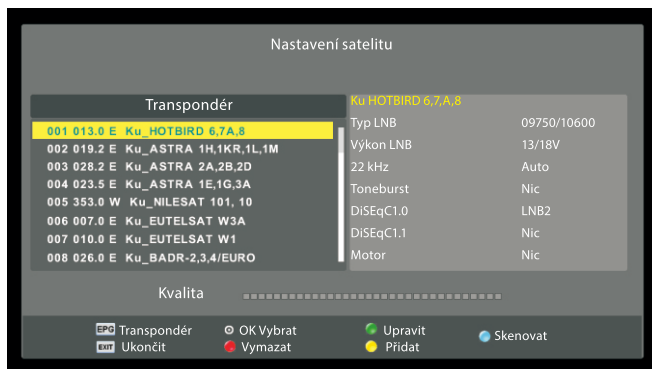 Nastavení satelitu
Transpondér
001 013.0 E Ku_HOTBIRD 6,7A,8
002 019.2 E Ku_ASTRA 1H,1KR,1L,1M
003 028.2 E Ku_ASTRA 2A,2B,2D
004 023.5 E Ku_ASTRA 1E,1G,3A
005 353.0 W Ku_NILESAT 101, 10
006 007.0 E Ku_EUTELSAT W3A
007 010.0 E Ku_EUTELSAT W1
008 026.0 E Ku_BADR-2,3,4/EURO
Ku HOTBIRD 6,7,A,8
Typ LNB 09750/10600
Výkon LNB 13/18V
22 kHz Auto
Toneburst Nic
DiSEqC1.0 LNB2
DiSEqC1.1 Nic
Motor Nic
Kvalita
EPG Transpondér OK Vybrat Upravit Skenovat
EXIT Ukončit Vymazat Přidat